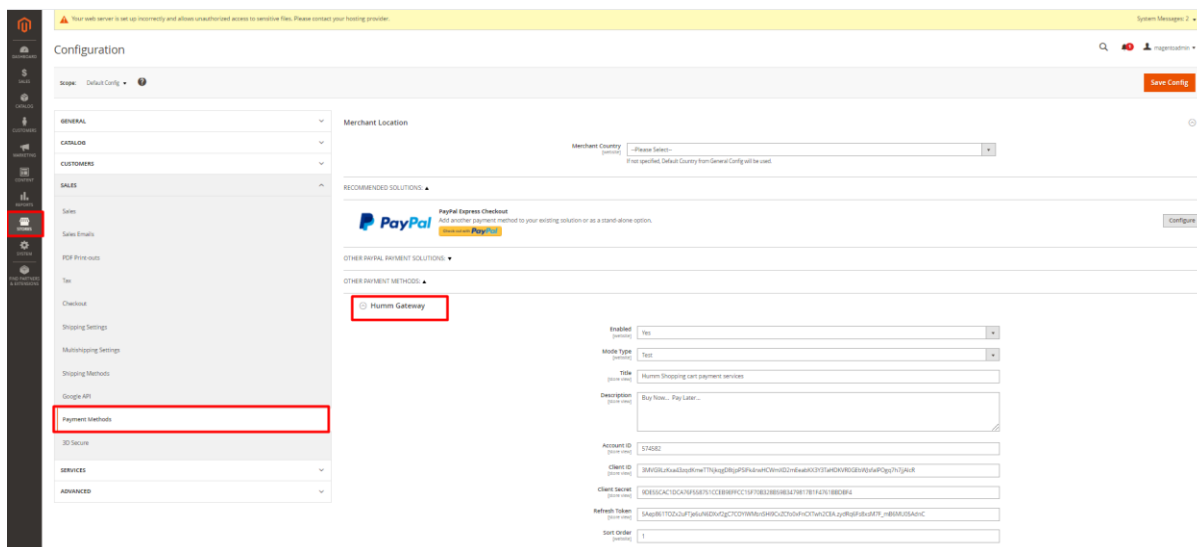 Your web server is set up incorrectly and allows unauthorized access to sensitive files. Please contact your hosting provider.
System Messages: 2
Configuration
magentoadmin
Scope: Default Config
Save Config
DASHBOARD
SALES
CATALOG
CUSTOMERS
MARKETING
CONTENT
REPORTS
STORES
SYSTEM
FIND PARTNERS
& EXTENSIONS
GENERAL
CATALOG
CUSTOMERS
SALES
Sales
Sales Emails
PDF Print-outs
Tax
Checkout
Shipping Settings
Multishipping Settings
Shipping Methods
Google API
Payment Methods
3D Secure
SERVICES
ADVANCED
Merchant Location
Merchant Country
[website]
--Please Select--
If not specified, Default Country from General Config will be used
RECOMMENDED SOLUTIONS:
PayPal
PayPal Express Checkout
Add another payment method to your existing solution or as a stand-alone option.
Check out with PayPal
Configure
OTHER PAYPAL PAYMENT SOLUTIONS:
OTHER PAYMENT METHODS:
Humm Gateway
Enabled
[website]
Yes
Mode Type
[website]
Test
Title
[store view]
Humm Shopping cart payment services
Description
[store view]
Buy Now... Pay Later...
Account ID
[store view]
574582
Client ID
[store view]
Client Secret
[store view]
Refresh Token
[store view]
Sort Order
[website]
1